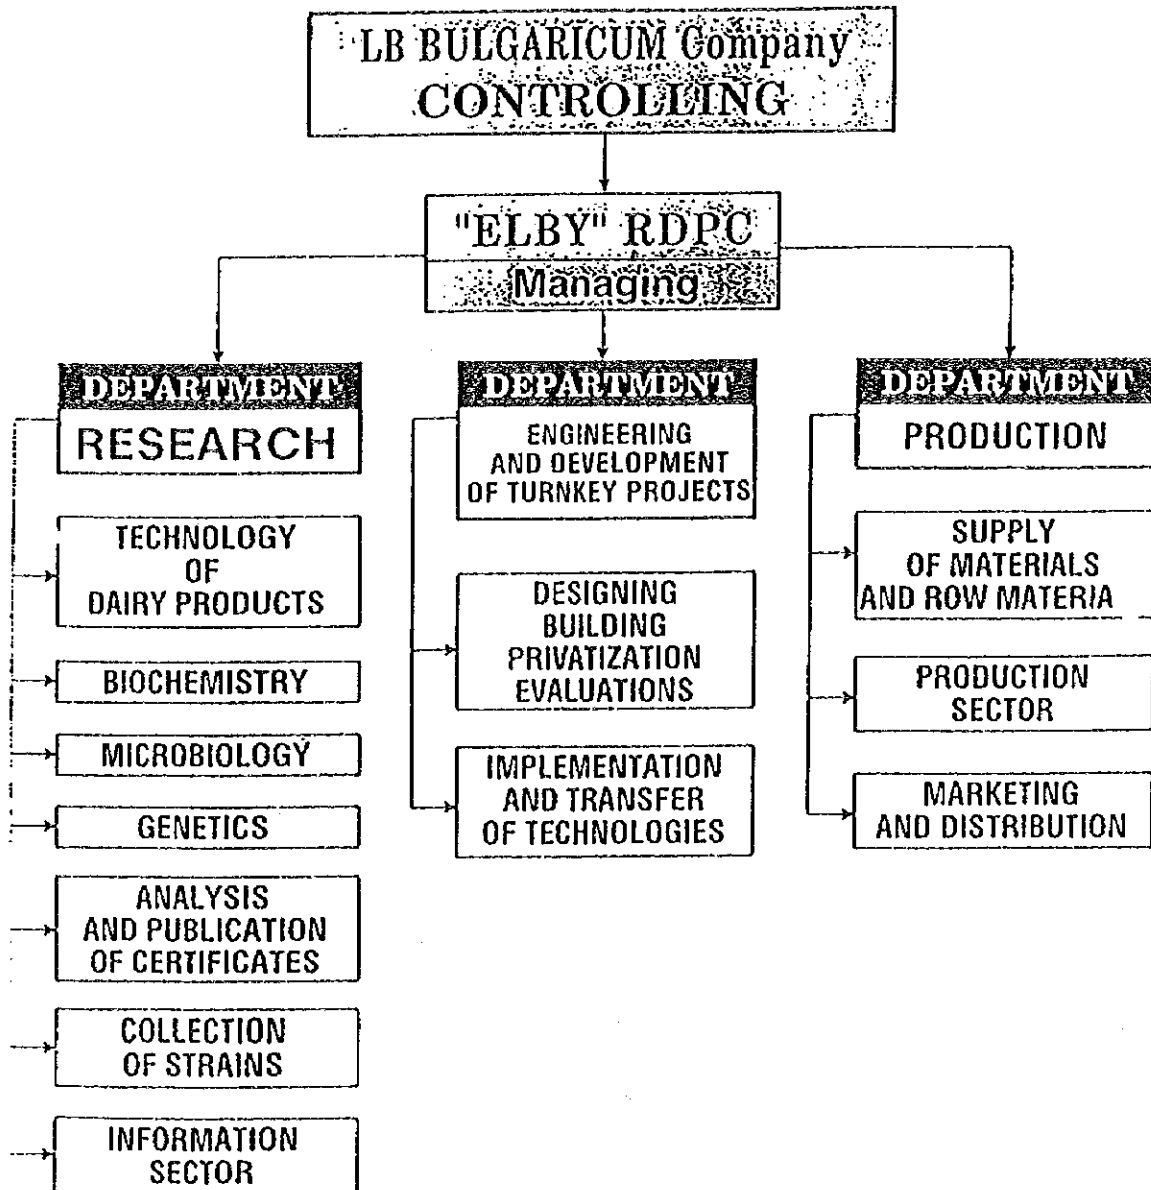 LB BULGARICUM Company
CONTROLLING
"ELBY" RDPC
Managing
DEPARTMENT
RESEARCH
TECHNOLOGY
OF
DAIRY PRODUCTS
BIOCHEMISTRY
MICROBIOLOGY
GENETICS
ANALYSIS
AND PUBLICATION
OF CERTIFICATES
COLLECTION
OF STRAINS
INFORMATION
SECTOR
DEPARTMENT
ENGINEERING
AND DEVELOPMENT
OF TURNKEY PROJECTS
DESIGNING
BUILDING
PRIVATIZATION
EVALUATIONS
IMPLEMENTATION
AND TRANSFER
OF TECHNOLOGIES
DEPARTMENT
PRODUCTION
SUPPLY
OF MATERIALS
AND ROW MATERIA
PRODUCTION
SECTOR
MARKETING
AND DISTRIBUTION